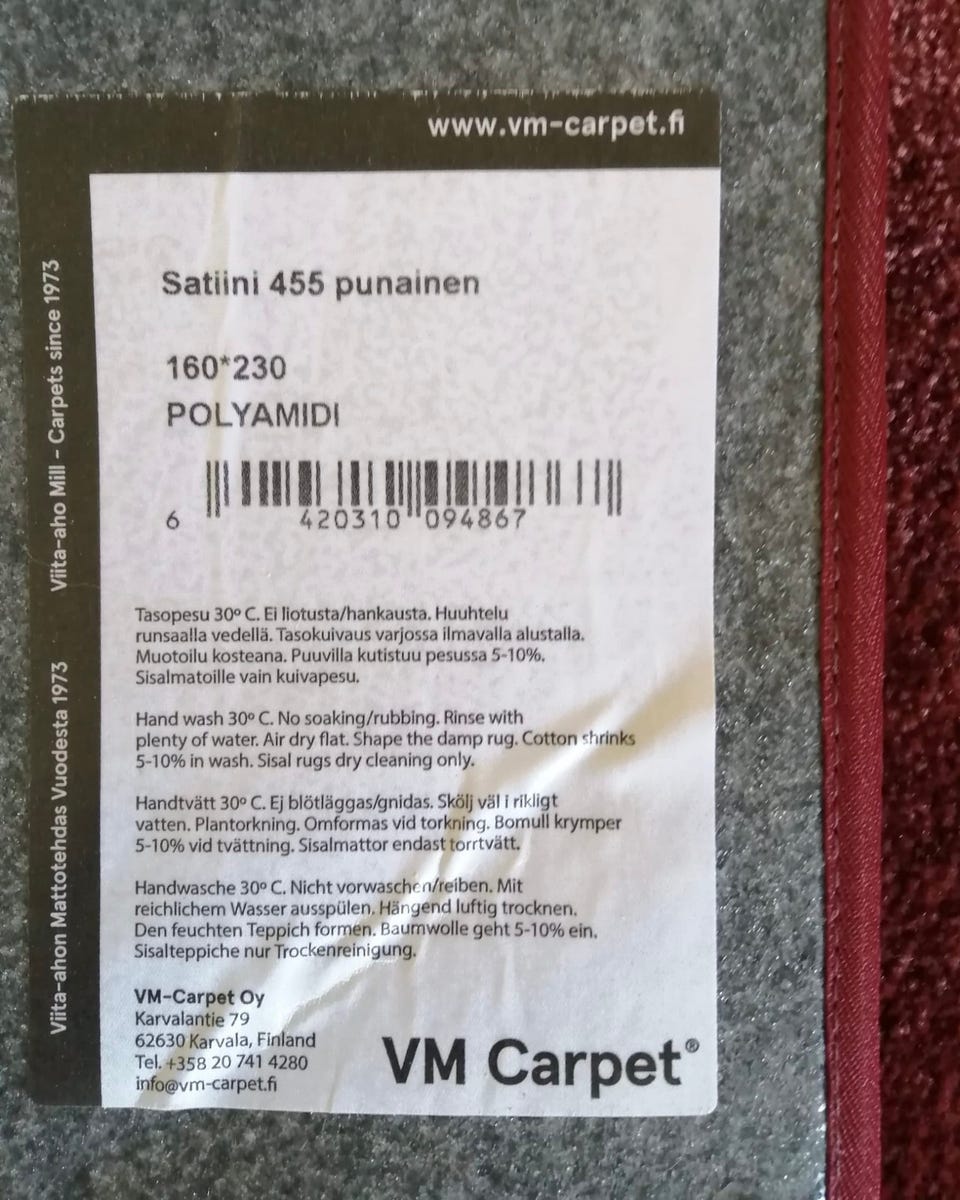 www.vm-carpet.fi
Viita-aho Mill - Carpets since 1973
Viita-ahon Mattotehdas Vuodesta 1973
Satiini 455 punainen
160*230
POLYAMIDI
6 420310 094867
Tasopesu 30º C. Ei liotusta/hankausta. Huuhtelu
runsaalla vedellä. Tasokuivaus varjossa ilmavalla alustalla.
Muotoilu kosteana. Puuvilla kutistuu pesussa 5-10%.
Sisalmatoille vain kuivapesu.
Hand wash 30º C. No soaking/rubbing. Rinse with
plenty of water. Air dry flat. Shape the damp rug. Cotton shrinks
5-10% in wash. Sisal rugs dry cleaning only.
Handtvätt 30º C. Ej blötläggas/gnidas. Skölj väl i rikligt
vatten. Plantorkning. Omformas vid torkning. Bomull krymper
5-10% vid tvättning. Sisalmattor endast torrtvätt.
Handwasche 30º C. Nicht vorwaschen/reiben. Mit
reichlichem Wasser ausspülen. Hängend luftig trocknen.
Den feuchten Teppich formen. Baumwolle geht 5-10% ein.
Sisalteppiche nur Trockenreinigung.
VM-Carpet Oy
Karvalantie 79
62630 Karvala, Finland
Tel. +358 20 741 4280
info@vm-carpet.fi
VM Carpet®